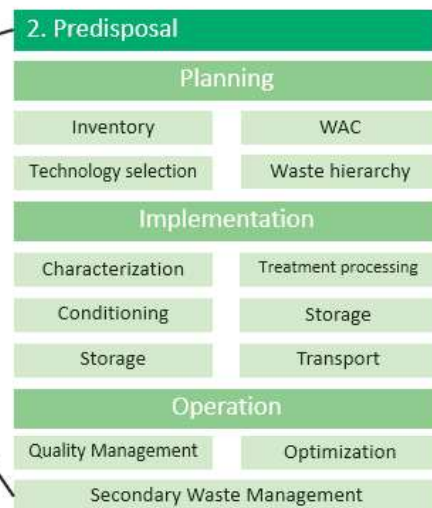 2. Predisposal
Planning
Inventory
WAC
Technology selection
Waste hierarchy
Implementation
Characterization
Treatment processing
Conditioning
Storage
Storage
Transport
Operation
Quality Management
Optimization
Secondary Waste Management